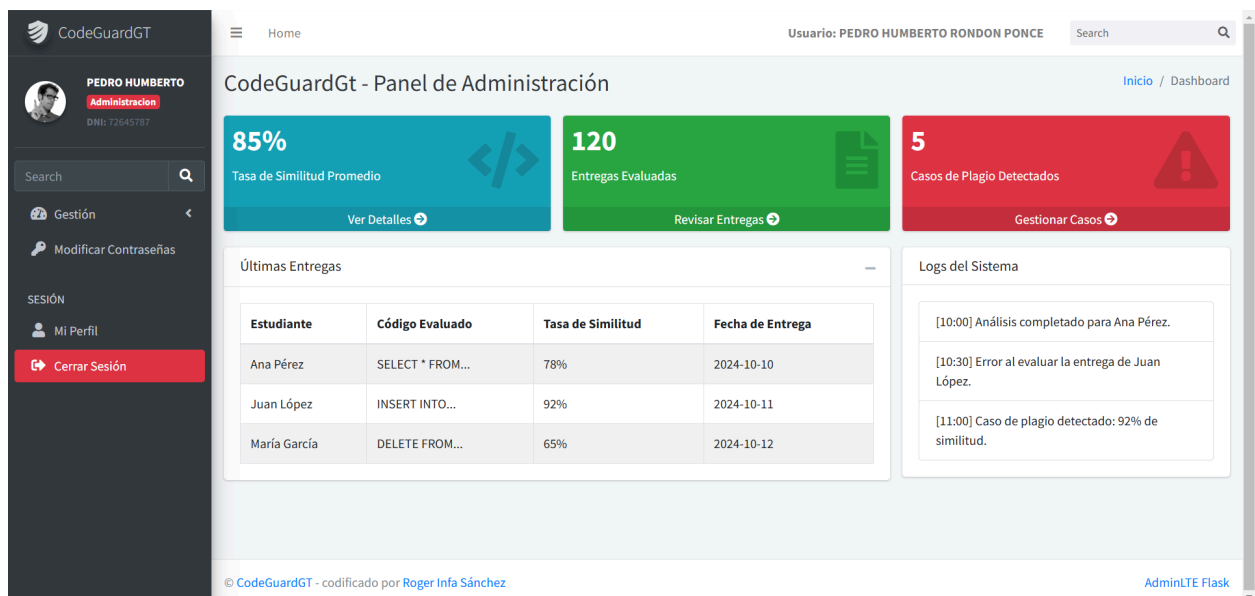 CodeGuardGT
Home
Usuario: PEDRO HUMBERTO RONDON PONCE
Search
PEDRO HUMBERTO
Administracion
DNI: 72645787
Search
Gestión
Modificar Contraseñas
SESIÓN
Mi Perfil
Cerrar Sesión
CodeGuardGt - Panel de Administración
Inicio / Dashboard
85%
Tasa de Similitud Promedio
Ver Detalles
120
Entregas Evaluadas
Revisar Entregas
5
Casos de Plagio Detectados
Gestionar Casos
Últimas Entregas
Estudiante Código Evaluado Tasa de Similitud Fecha de Entrega
Ana Pérez SELECT * FROM... 78% 2024-10-10
Juan López INSERT INTO... 92% 2024-10-11
María García DELETE FROM... 65% 2024-10-12
Logs del Sistema
[10:00] Análisis completado para Ana Pérez.
[10:30] Error al evaluar la entrega de Juan
López.
[11:00] Caso de plagio detectado: 92% de
similitud.
© CodeGuardGT - codificado por Roger Infa Sánchez
AdminLTE Flask